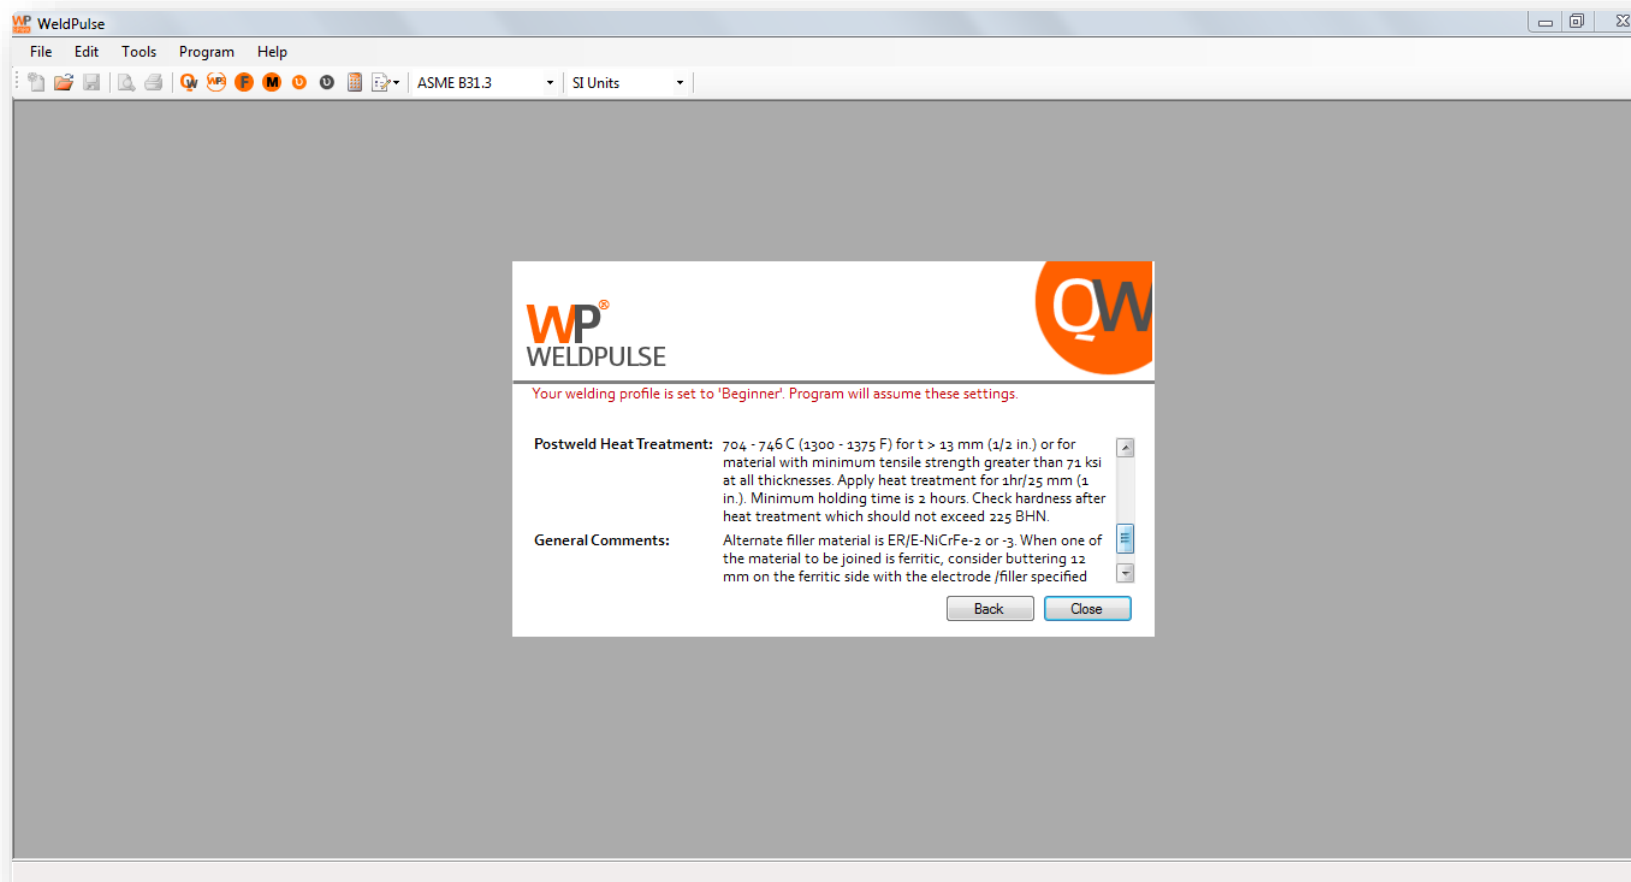 WP WeldPulse
File Edit Tools Program Help
QW WP F M ASME B31.3 SI Units
WP®
WELDPULSE
QW
Your welding profile is set to 'Beginner'. Program will assume these settings.
Postweld Heat Treatment: 704 - 746 C (1300 - 1375 F) for t > 13 mm (1/2 in.) or for
material with minimum tensile strength greater than 71 ksi
at all thicknesses. Apply heat treatment for 1hr/25 mm (1
in.). Minimum holding time is 2 hours. Check hardness after
heat treatment which should not exceed 225 BHN.
General Comments: Alternate filler material is ER/E-NiCrFe-2 or -3. When one of
the material to be joined is ferritic, consider buttering 12
mm on the ferritic side with the electrode /filler specified
Back Close